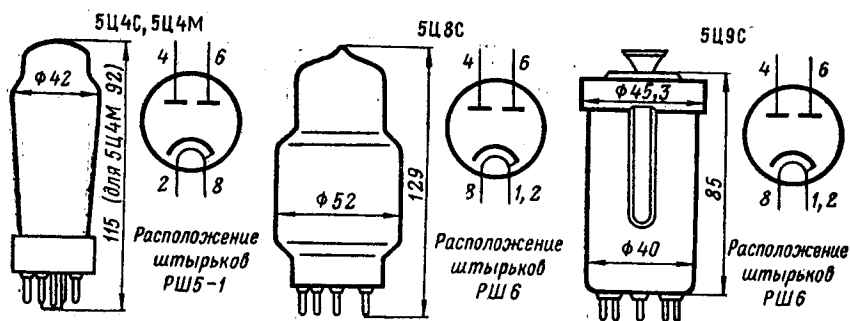 5Ц4С, 5Ц4М
4 6
ϕ42
115 (для 5Ц4М 92)
2 8
Расположение
штырьков
РШ5-1
5Ц8С
4 6
ϕ52
129
8 1,2
Расположение
штырьков
РШ6
5Ц9С
4 6
ϕ45,3
85
ϕ40
8 1,2
Расположение
штырьков
РШ6